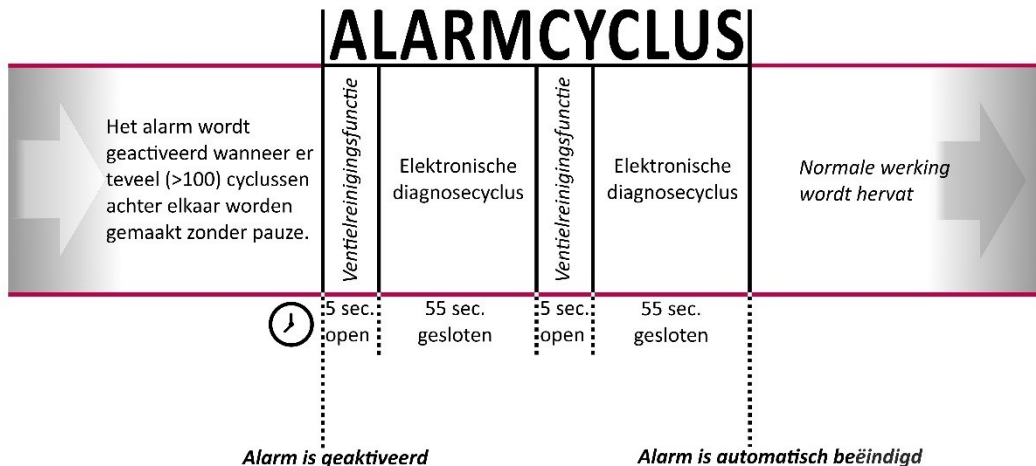 ALARMCYCLUS
Het alarm wordt
geactiveerd wanneer er
teveel (>100) cyclussen
achter elkaar worden
gemaakt zonder pauze.
Ventielreinigingsfunctie
Elektronische
diagnosecyclus
Ventielreinigingsfunctie
Elektronische
diagnosecyclus
Normale werking
wordt hervat
5 sec.
open
55 sec.
gesloten
5 sec.
open
55 sec.
gesloten
Alarm is geaktiveerd
Alarm is automatisch beëindigd